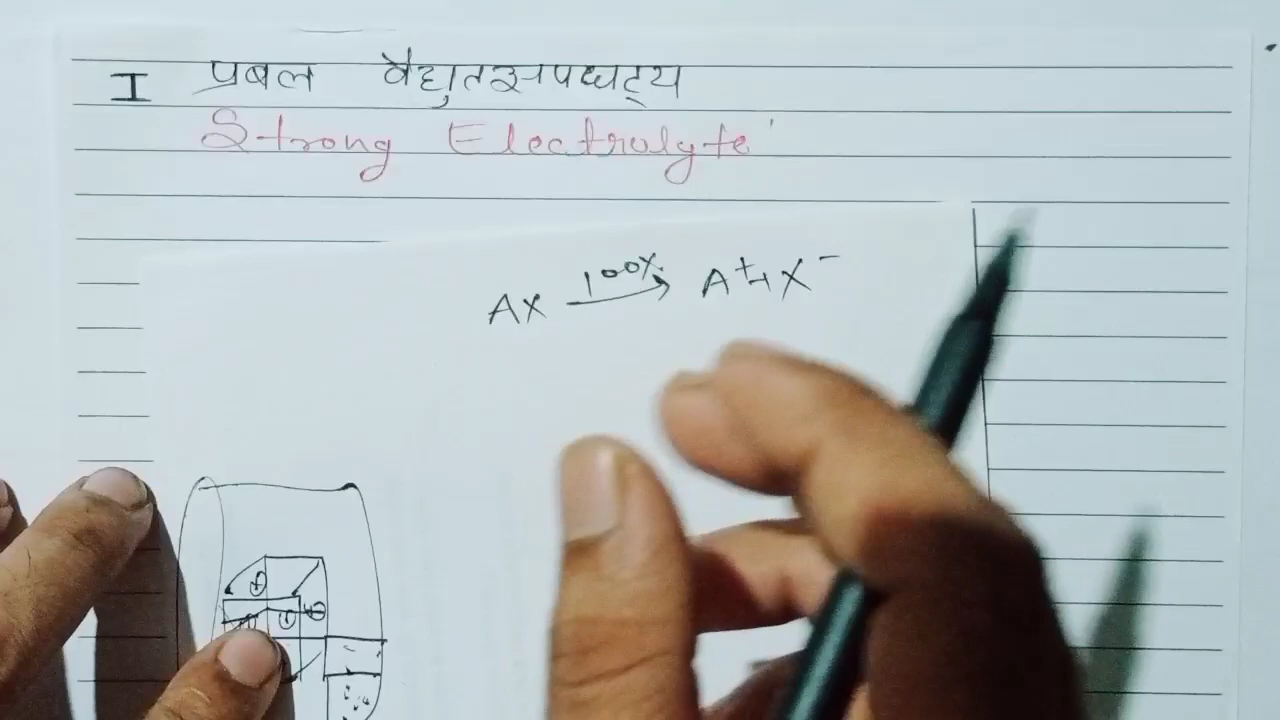 I प्रबल वैद्युतअपघट्य
Strong Electrolyte
AX 100% → A+ + X-